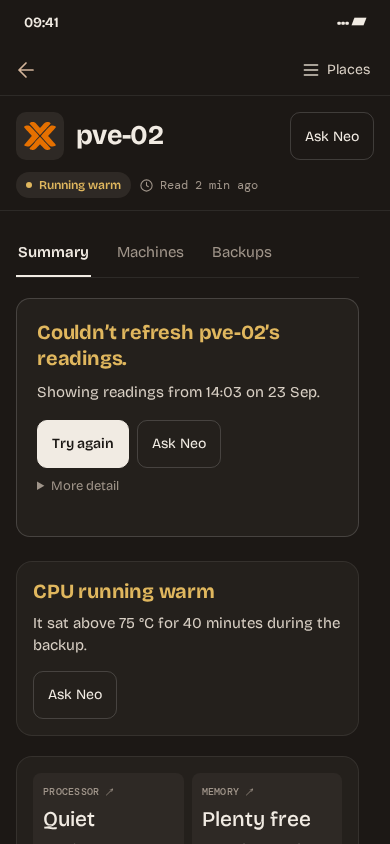 09:41
Places
pve-02
Ask Neo
Running warm
Read 2 min ago
Summary
Machines
Backups
Couldn't refresh pve-02's
readings.
Showing readings from 14:03 on 23 Sep.
Try again
Ask Neo
More detail
CPU running warm
It sat above 75 °C for 40 minutes during the
backup.
Ask Neo
PROCESSOR ↗
MEMORY ↗
Quiet
Plenty free